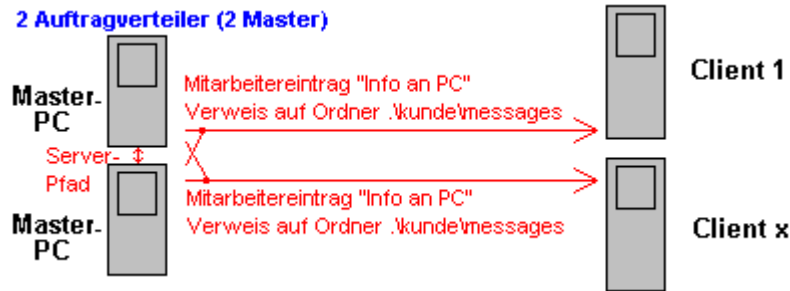 2 Auftragverteiler (2 Master)
Master-
PC
Mitarbeitereintrag "Info an PC"
Verweis auf Ordner .\kunde\messages
Client 1
Server-
Pfad
Master-
PC
Mitarbeitereintrag "Info an PC"
Verweis auf Ordner .\kunde\messages
Client x